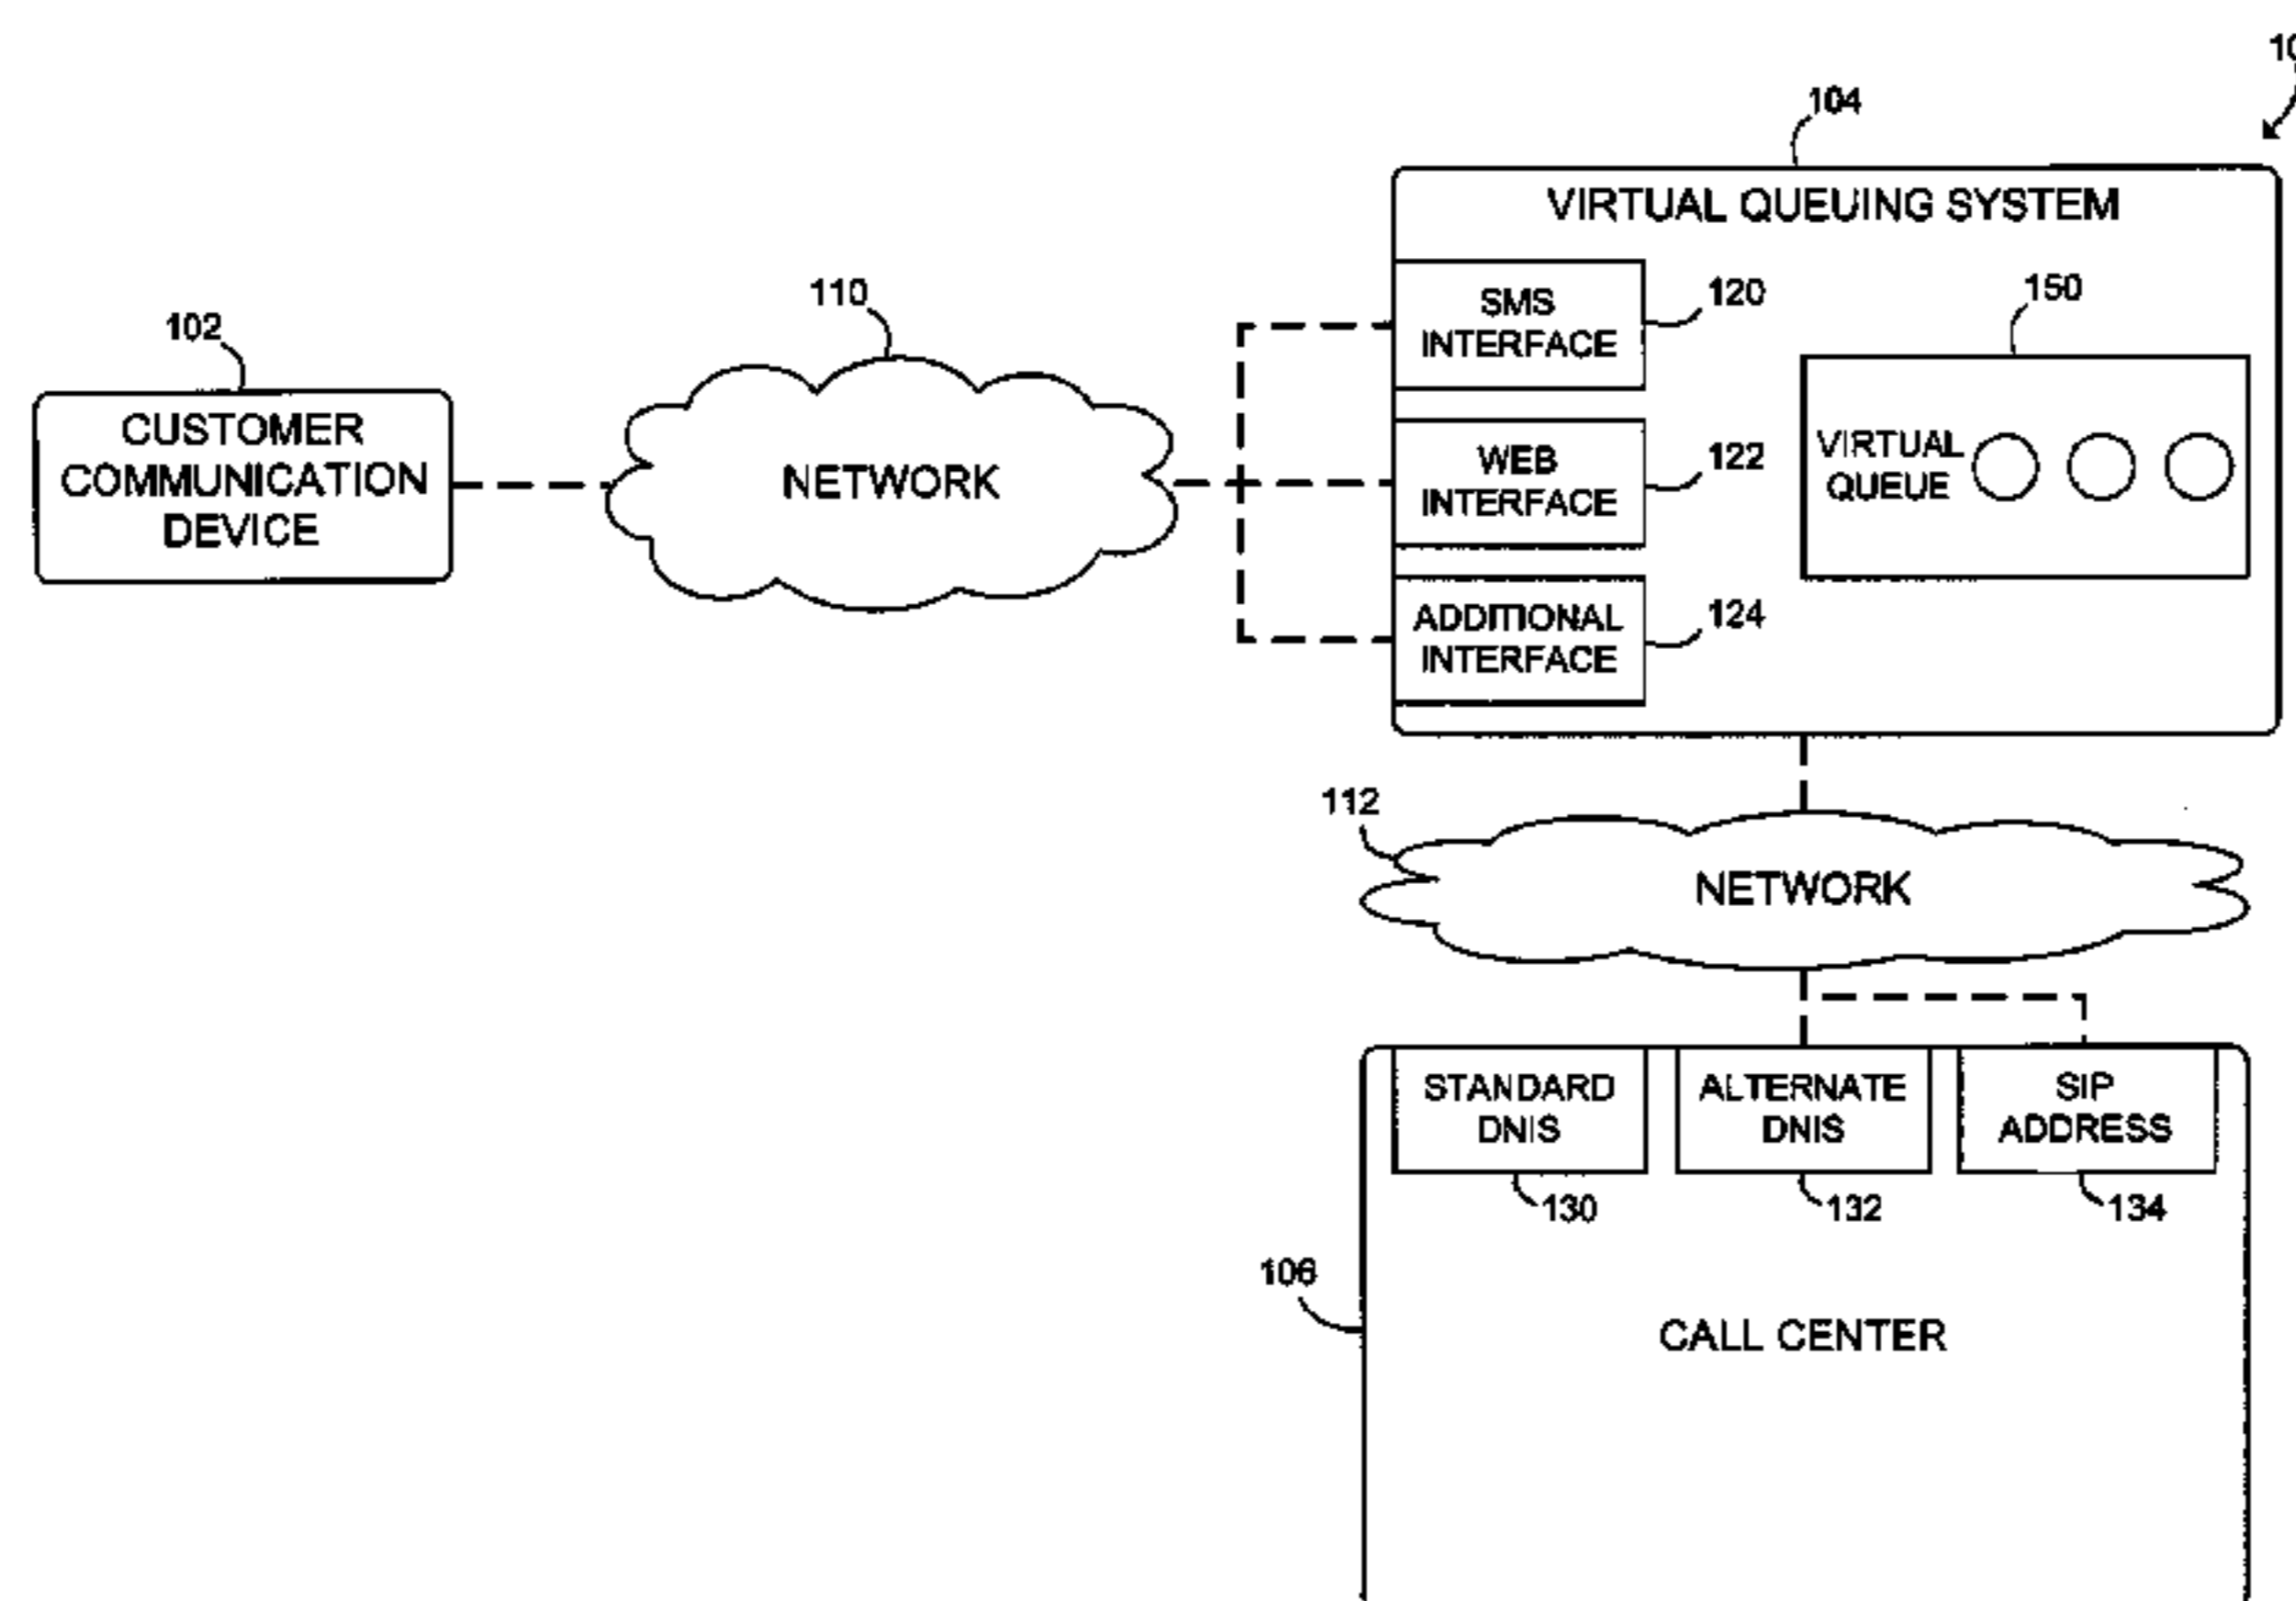 10
104
VIRTUAL QUEUING SYSTEM
110
102
SMS
INTERFACE
120
150
CUSTOMER
COMMUNICATION
DEVICE
NETWORK
WEB
INTERFACE
122
VIRTUAL
QUEUE
ADDITIONAL
INTERFACE
124
112
NETWORK
STANDARD
DNIS
ALTERNATE
DNIS
SIP
ADDRESS
130
132
134
106
CALL CENTER